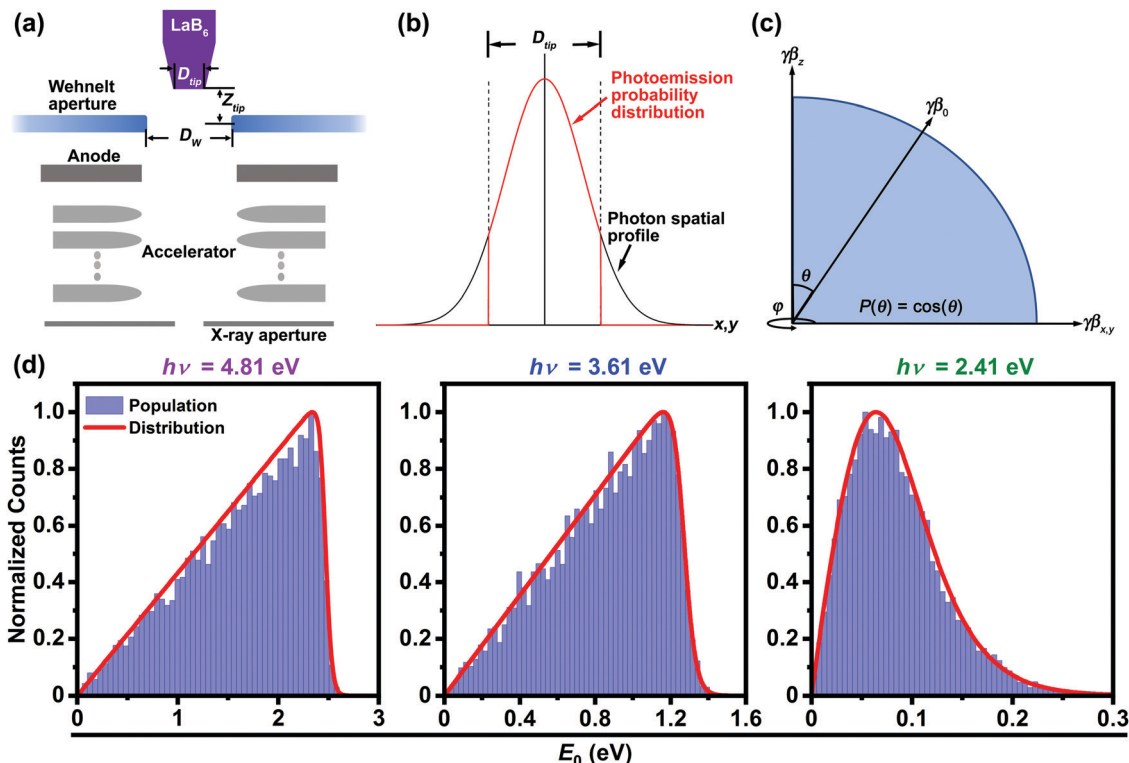 (a)
LaB6
Dtip
Wehnelt
aperture
Ztip
DW
Anode
Accelerator
X-ray aperture
(b)
Dtip
Photoemission
probability
distribution
Photon spatial
profile
x,y
(c)
γβz
γβ0
θ
φ
P(θ) = cos(θ)
γβx,y
(d)
hν = 4.81 eV
hν = 3.61 eV
hν = 2.41 eV
Normalized Counts
1.0
0.8
0.6
0.4
0.2
0
Population
Distribution
0 1 2 3
1.0
0.8
0.6
0.4
0.2
0
0 0.4 0.8 1.2 1.6
1.0
0.8
0.6
0.4
0.2
0
0 0.1 0.2 0.3
E0 (eV)